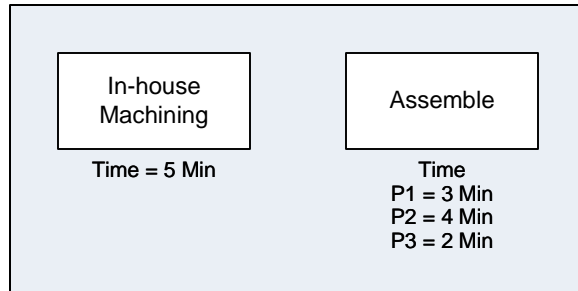 In-house
Machining
Time = 5 Min
Assemble
Time
P1 = 3 Min
P2 = 4 Min
P3 = 2 Min